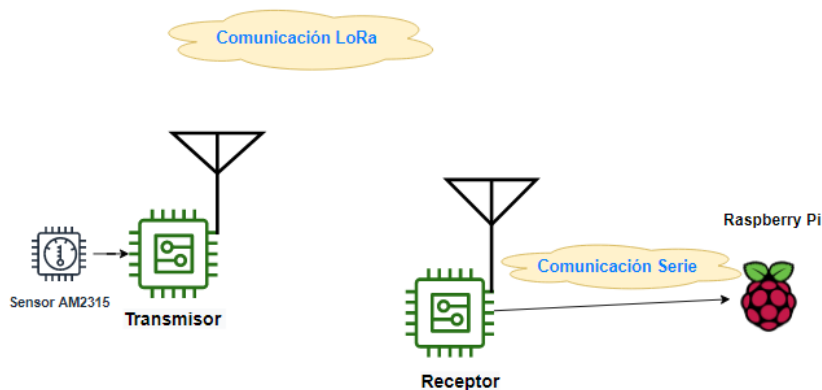 Comunicación LoRa
Raspberry Pi
Comunicación Serie
Sensor AM2315
Transmisor
Receptor